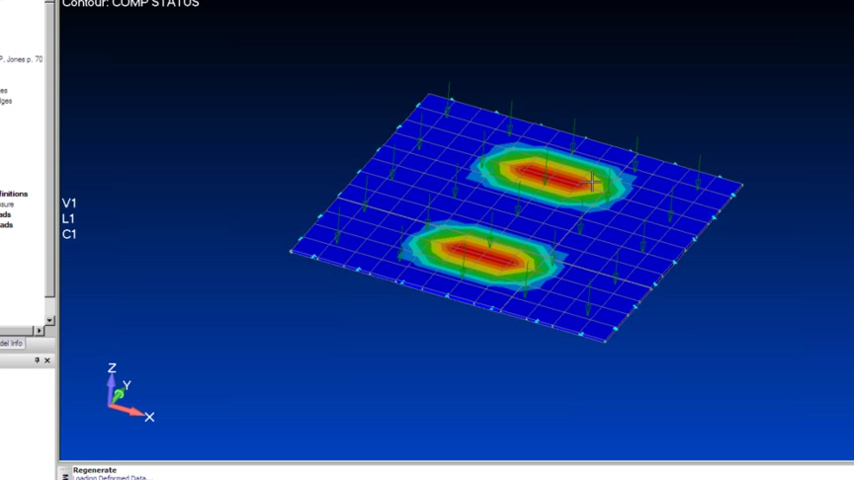 Contour: COMP STATUS
P, Jones p. 70
es
dges
finitions
sure
ads
ads
V1
L1
C1
del Info
Z
Y
X
Regenerate
Loading Deformed Data...